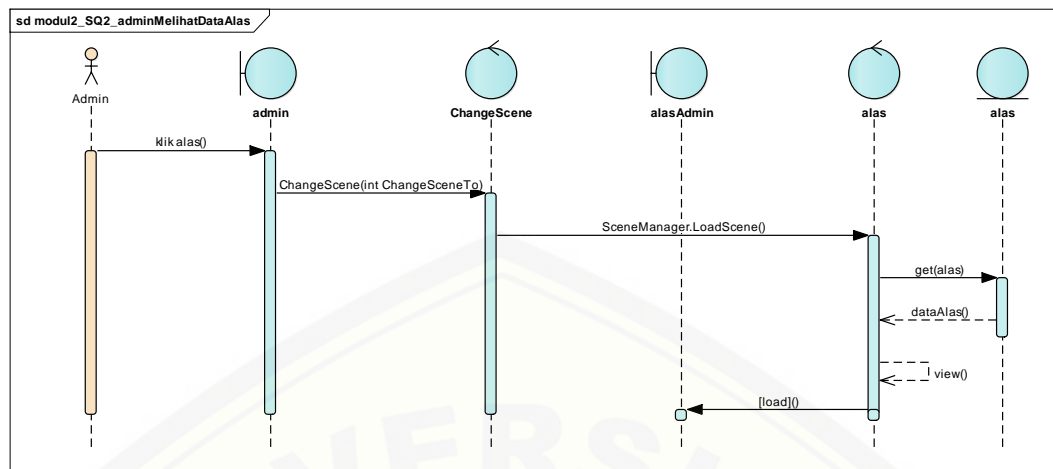 sd modul2_SQ2_adminMelihatDataAlas
Admin
admin
ChangeScene
alasAdmin
alas
alas
klik alas()
ChangeScene(int ChangeSceneTo)
SceneManager.LoadScene()
get(alas)
dataAlas()
view()
[load]()
VERSI